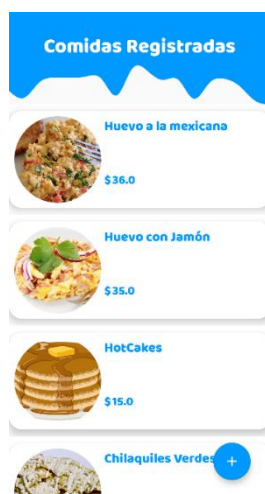 Comidas Registradas
Huevo a la mexicana
$36.0
Huevo con Jamón
$35.0
HotCakes
$15.0
Chilaquiles Verdes
+